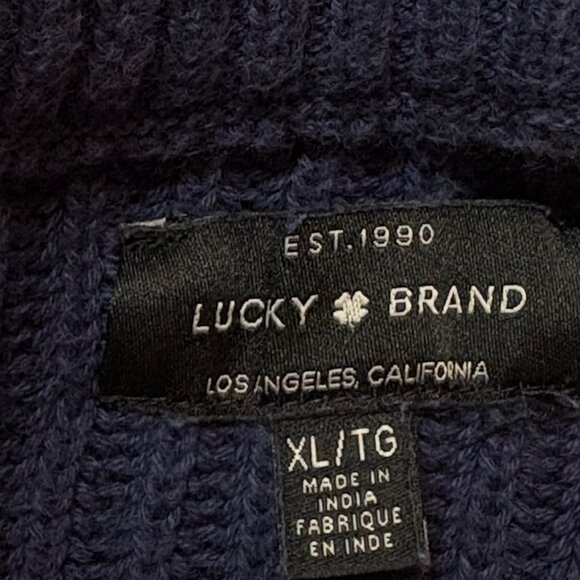 EST.1990
LUCKY BRAND
LOS ANGELES, CALIFORNIA
XL/TG
MADE IN
INDIA
FABRIQUE
EN INDE